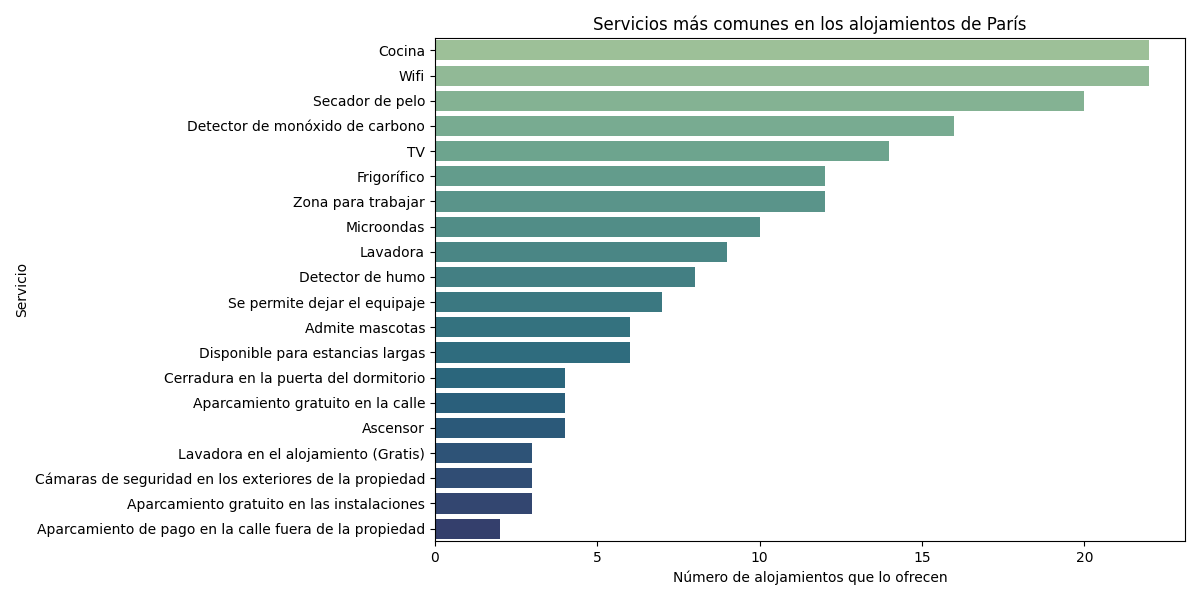 Servicios más comunes en los alojamientos de París
Cocina
Wifi
Secador de pelo
Detector de monóxido de carbono
TV
Frigorífico
Zona para trabajar
Microondas
Lavadora
Detector de humo
Se permite dejar el equipaje
Admite mascotas
Disponible para estancias largas
Cerradura en la puerta del dormitorio
Aparcamiento gratuito en la calle
Ascensor
Lavadora en el alojamiento (Gratis)
Cámaras de seguridad en los exteriores de la propiedad
Aparcamiento gratuito en las instalaciones
Aparcamiento de pago en la calle fuera de la propiedad
Servicio
0 5 10 15 20
Número de alojamientos que lo ofrecen